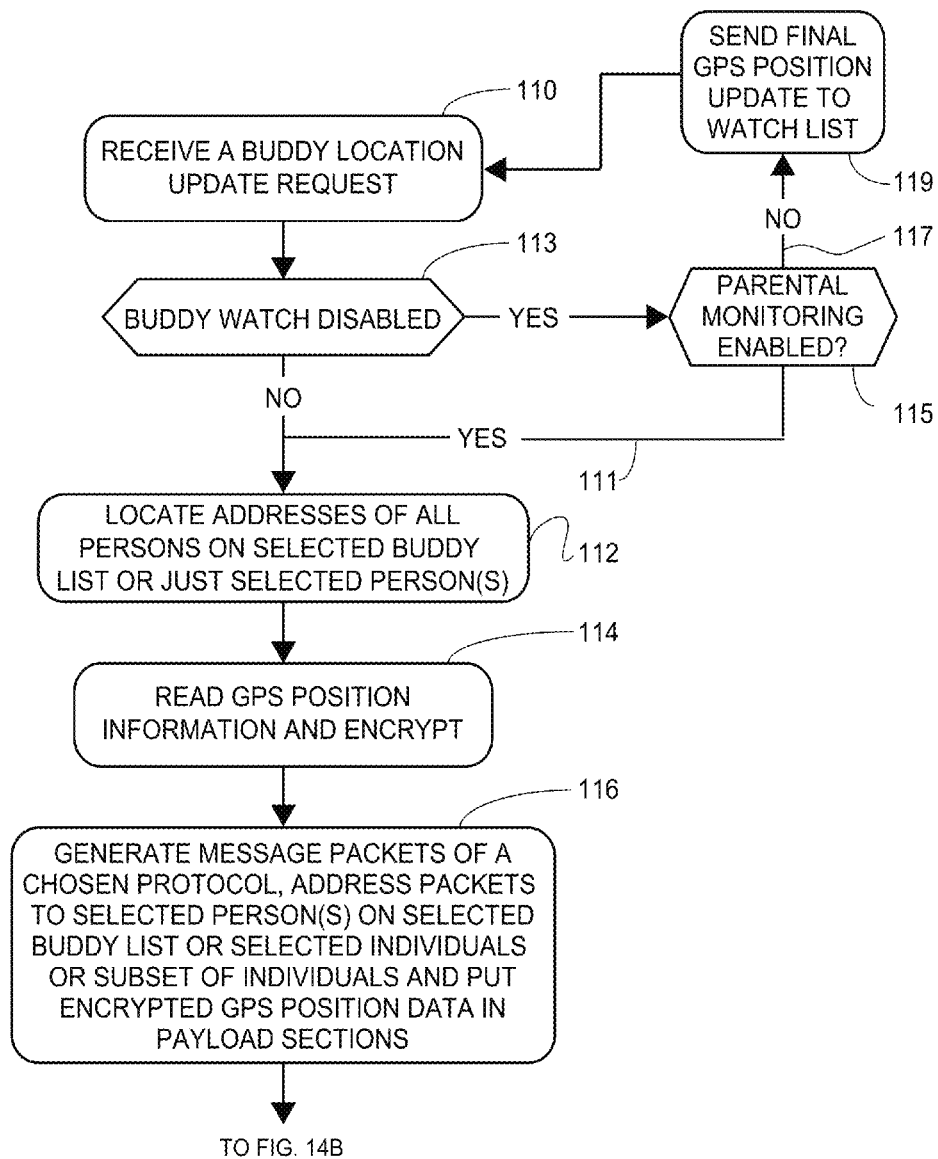 SEND FINAL
GPS POSITION
UPDATE TO
WATCH LIST
119
110
RECEIVE A BUDDY LOCATION
UPDATE REQUEST
NO
117
113
BUDDY WATCH DISABLED
YES
PARENTAL
MONITORING
ENABLED?
115
NO
YES
111
LOCATE ADDRESSES OF ALL
PERSONS ON SELECTED BUDDY
LIST OR JUST SELECTED PERSON(S)
112
114
READ GPS POSITION
INFORMATION AND ENCRYPT
116
GENERATE MESSAGE PACKETS OF A
CHOSEN PROTOCOL, ADDRESS PACKETS
TO SELECTED PERSON(S) ON SELECTED
BUDDY LIST OR SELECTED INDIVIDUALS
OR SUBSET OF INDIVIDUALS AND PUT
ENCRYPTED GPS POSITION DATA IN
PAYLOAD SECTIONS
TO FIG. 14B